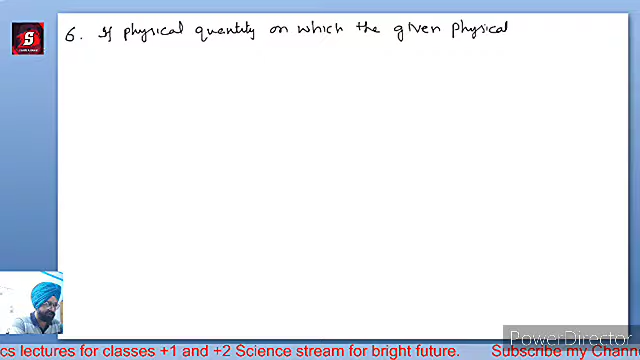 6. If physical quantity on which the given physical
S
PowerDirector
cs lectures for classes +1 and +2 Science stream for bright future. Subscribe my Chann